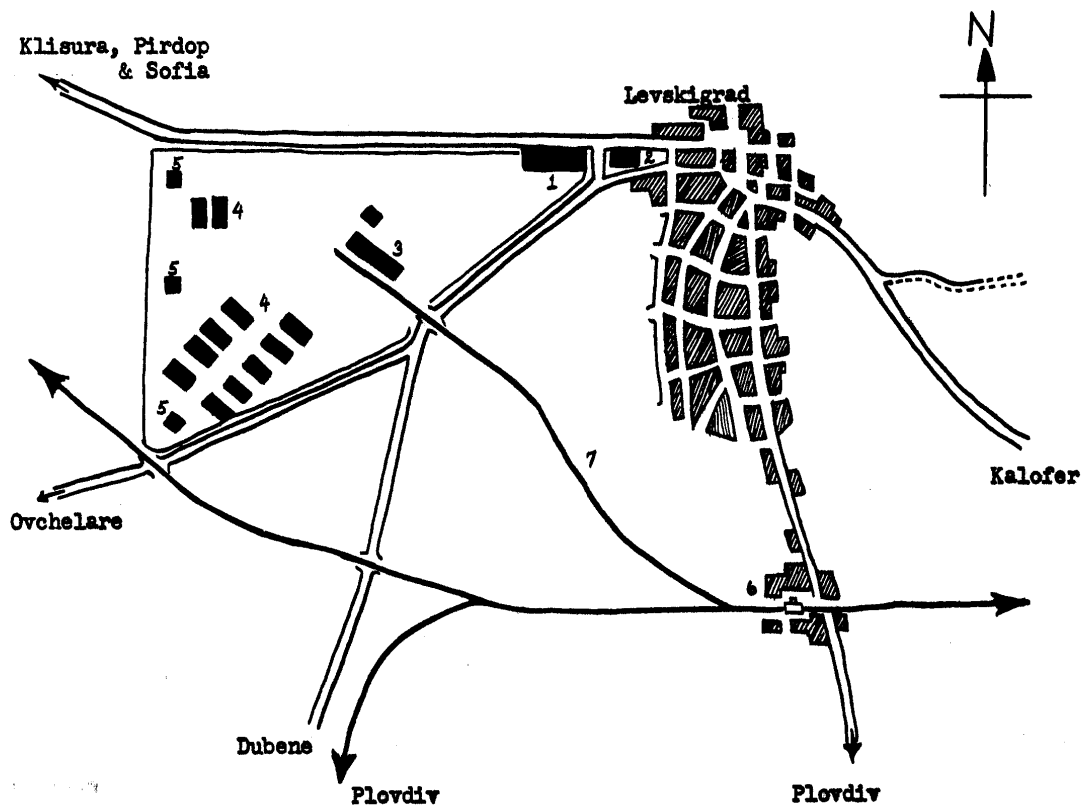 N
Klisura, Pirdop
& Sofia
Levskigrad
5
1
2
4
3
5
4
5
7
Kalofer
Ovchelare
6
Dubene
Plovdiv
Plovdiv